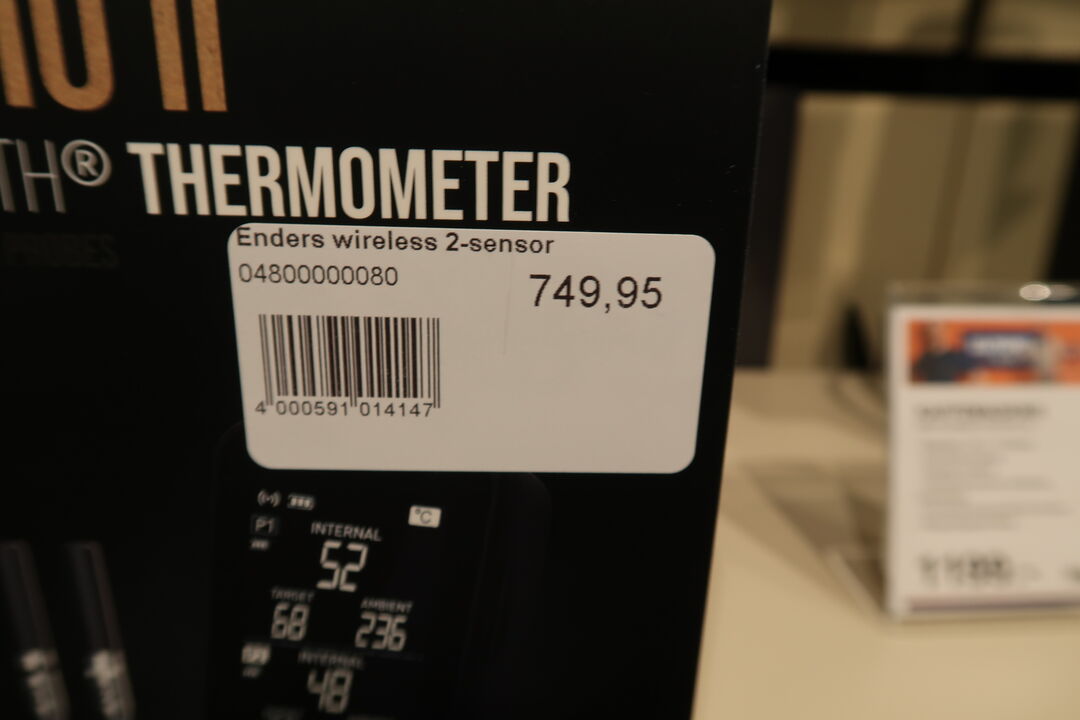 TH® THERMOMETER
PROBES
Enders wireless 2-sensor
04800000080
749,95
4 000591 014147
°C
P1
INTERNAL
52
TARGET
68
AMBIENT
236
INTERNAL
48